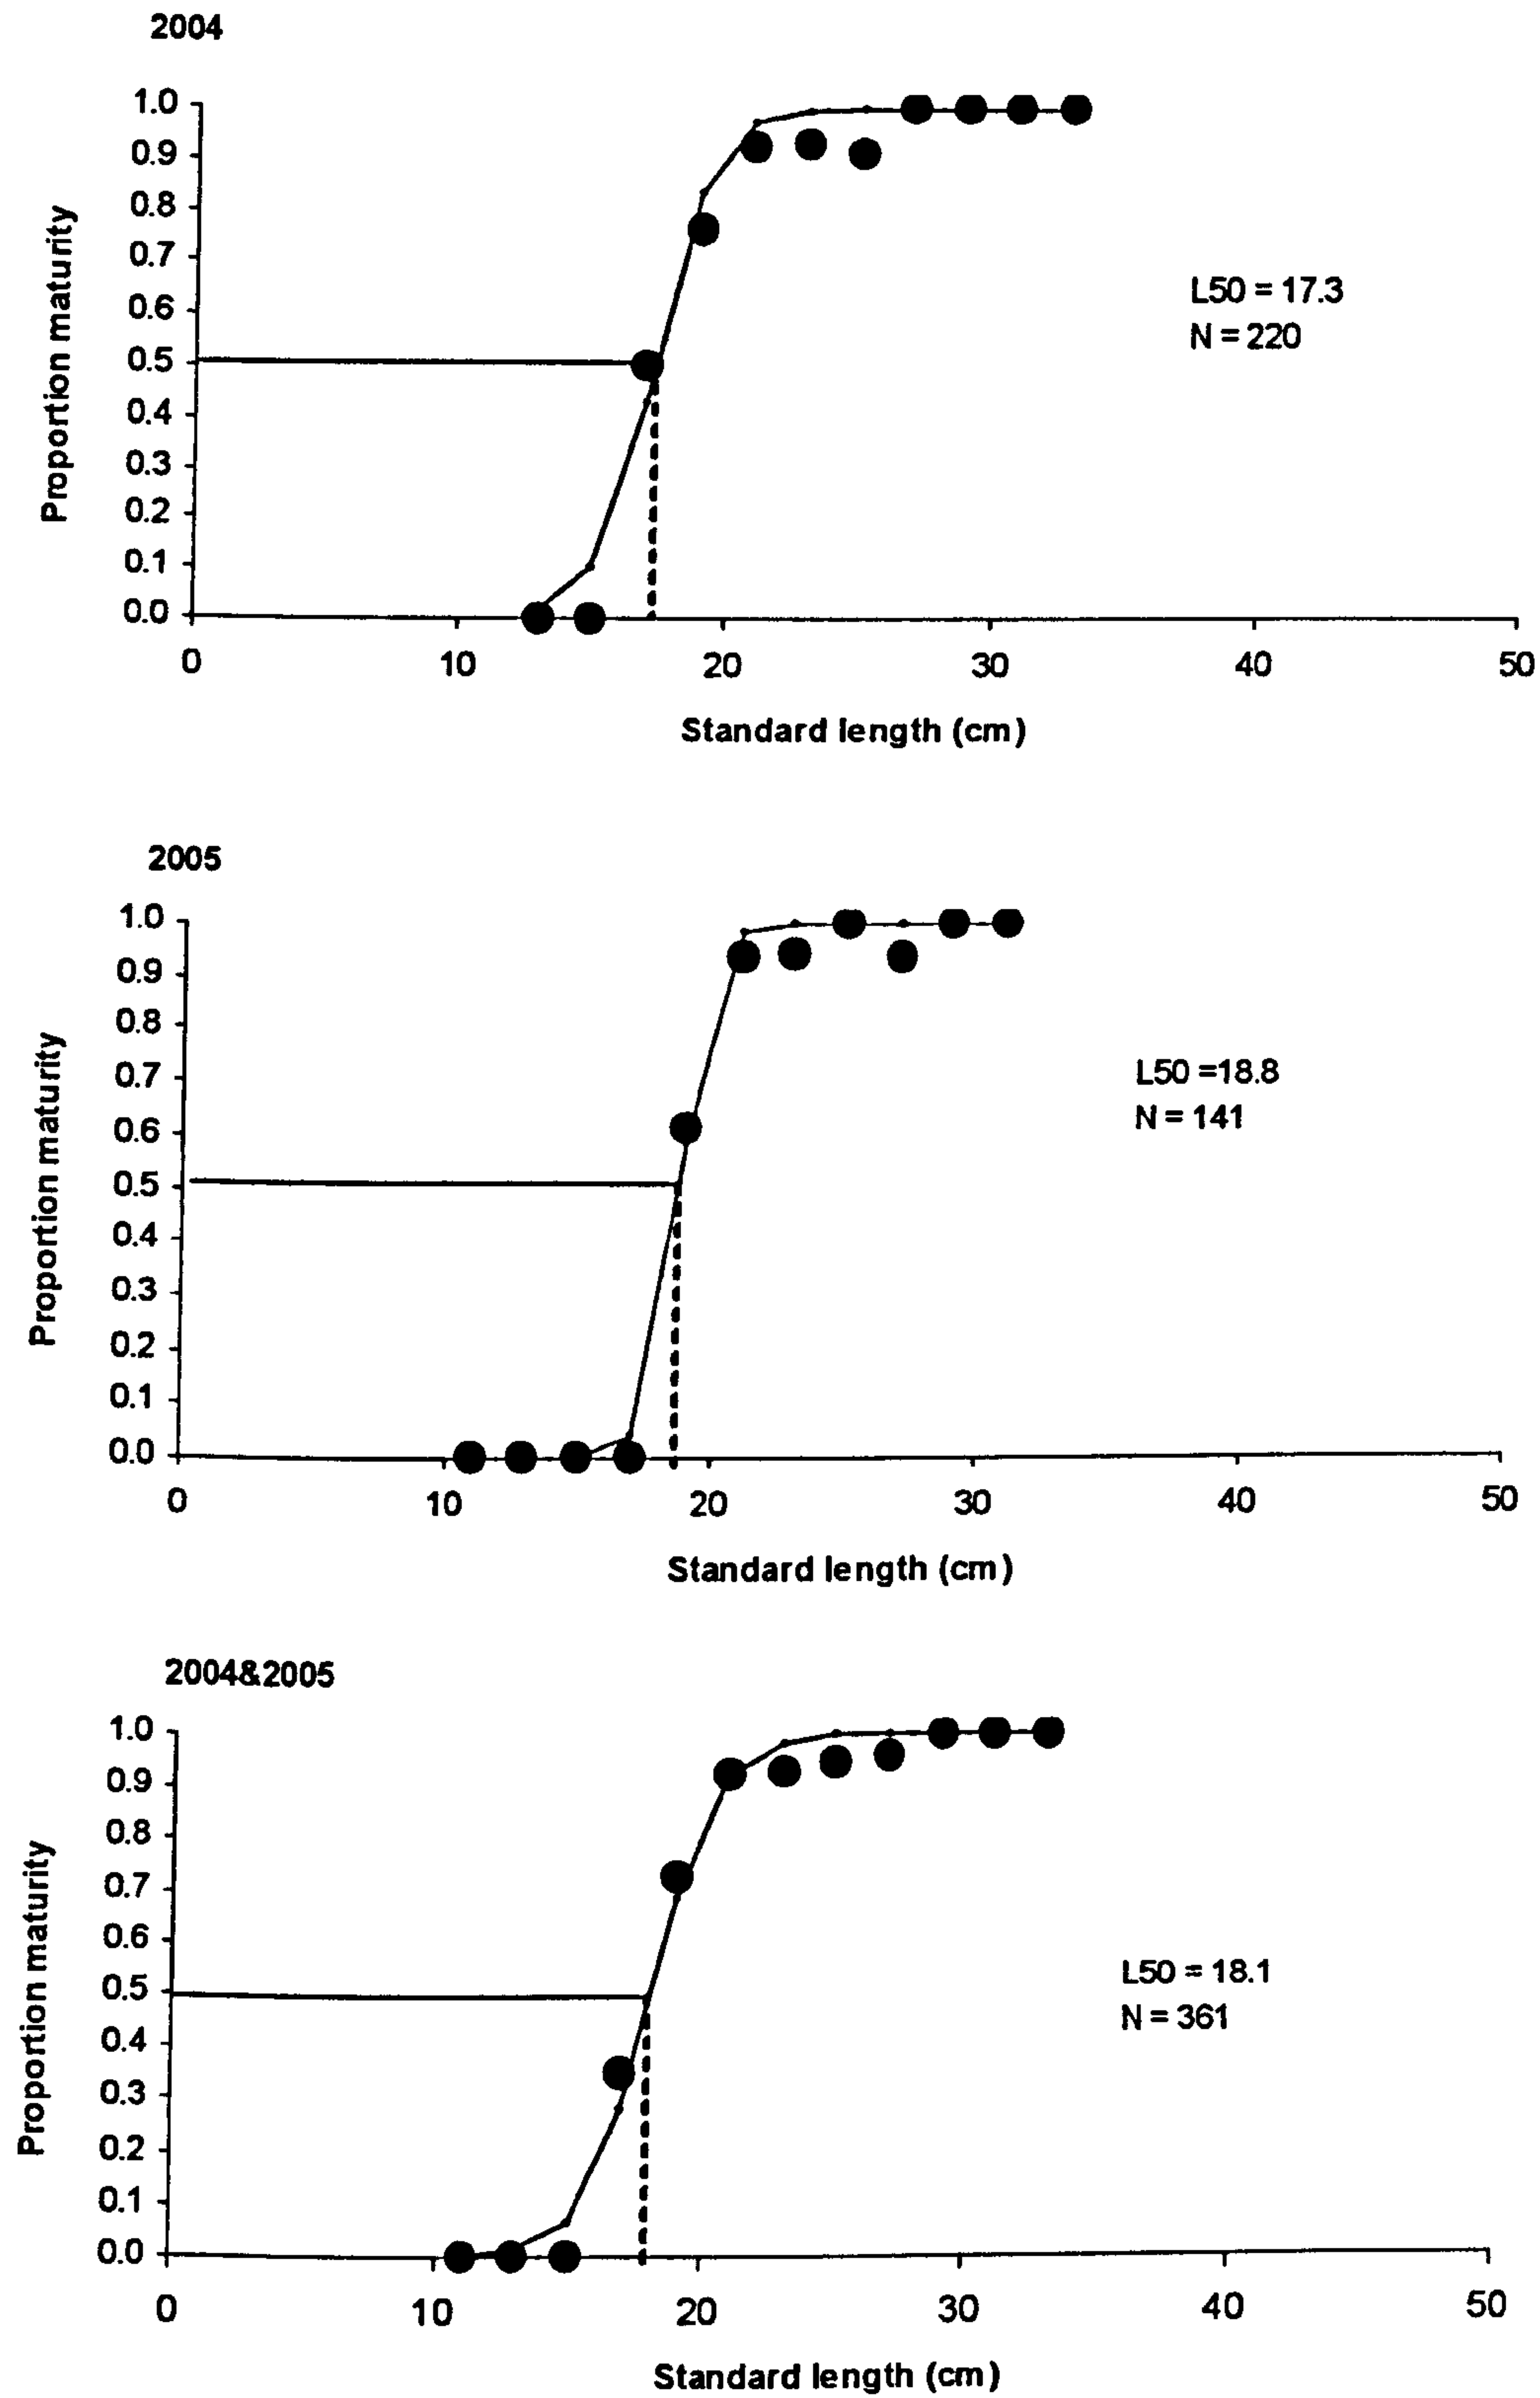 2004
1.0
0.9
0.8
0.7
0.6
0.5
0.4
0.3
0.2
0.1
0.0
Proportion maturity
L50 = 17.3
N = 220
0 10 20 30 40 50
Standard length (cm)
2005
1.0
0.9
0.8
0.7
0.6
0.5
0.4
0.3
0.2
0.1
0.0
Proportion maturity
L50 =18.8
N = 141
0 10 20 30 40 50
Standard length (cm)
2004&2005
1.0
0.9
0.8
0.7
0.6
0.5
0.4
0.3
0.2
0.1
0.0
Proportion maturity
L50 = 18.1
N = 361
0 10 20 30 40 50
Standard length (cm)